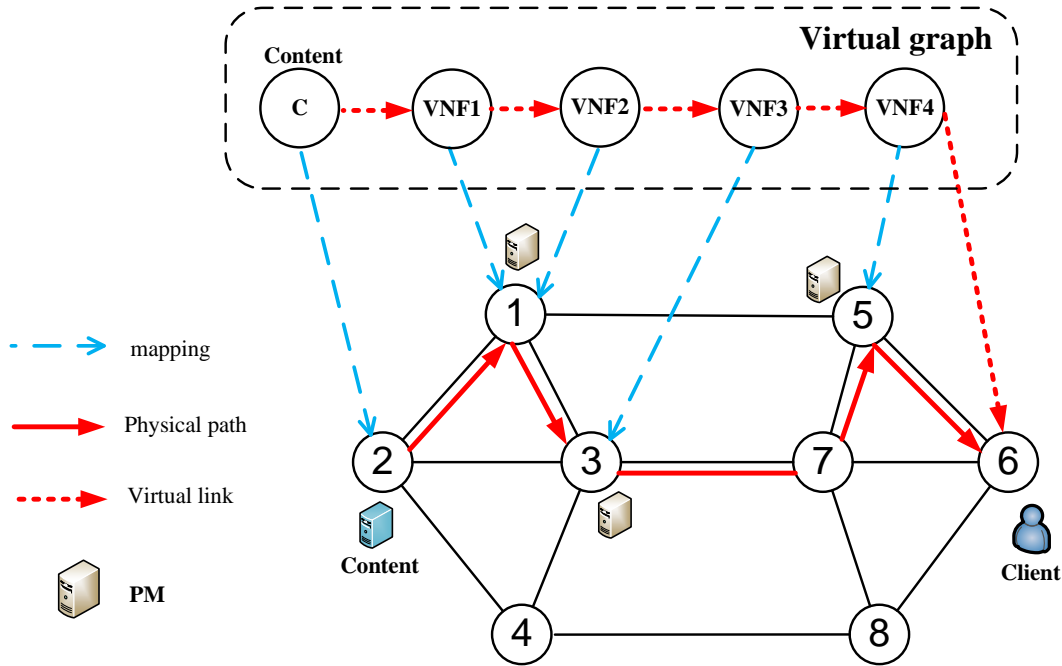 Virtual graph
Content
C
VNF1
VNF2
VNF3
VNF4
1
5
mapping
Physical path
2
3
7
6
Virtual link
Content
Client
PM
4
8